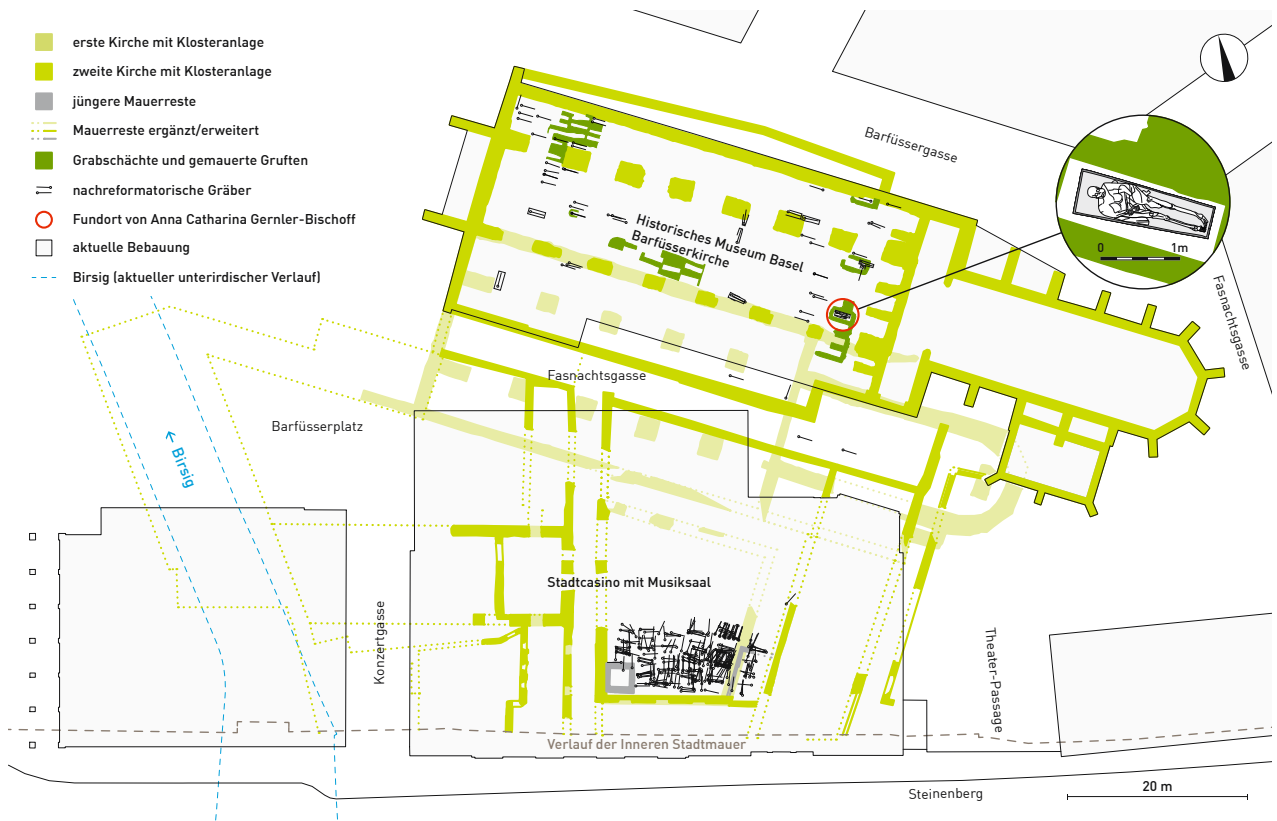 erste Kirche mit Klosteranlage
zweite Kirche mit Klosteranlage
jüngere Mauerreste
Mauerreste ergänzt/erweitert
Grabschächte und gemauerte Gruften
nachreformatorische Gräber
Fundort von Anna Catharina Gernler-Bischoff
aktuelle Bebauung
Birsig (aktueller unterirdischer Verlauf)
Barfüssergasse
0 1m
Historisches Museum Basel
Barfüsserkirche
Fasnachtsgasse
Fasnachtsgasse
Barfüsserplatz
← Birsig
Stadtcasino mit Musiksaal
Konzertgasse
Theater-Passage
Verlauf der Inneren Stadtmauer
Steinenberg
20 m